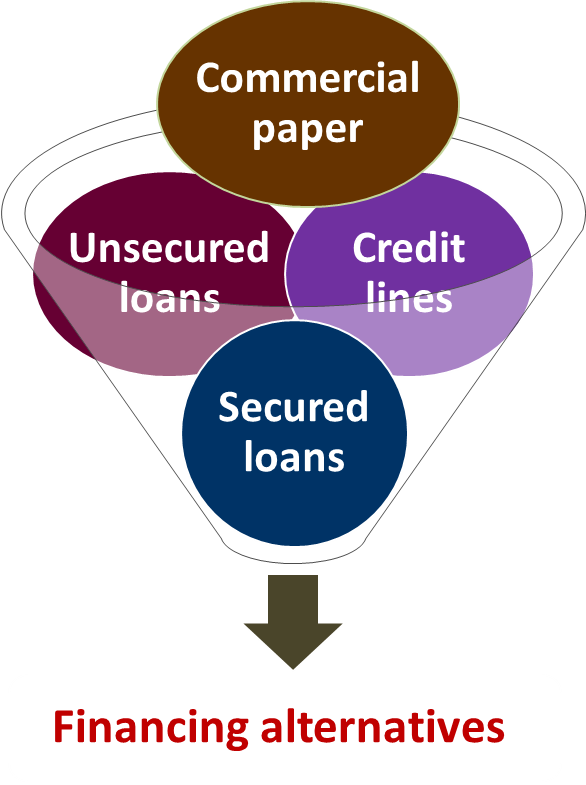 Commercial
paper
Unsecured
loans
Credit
lines
Secured
loans
Financing alternatives